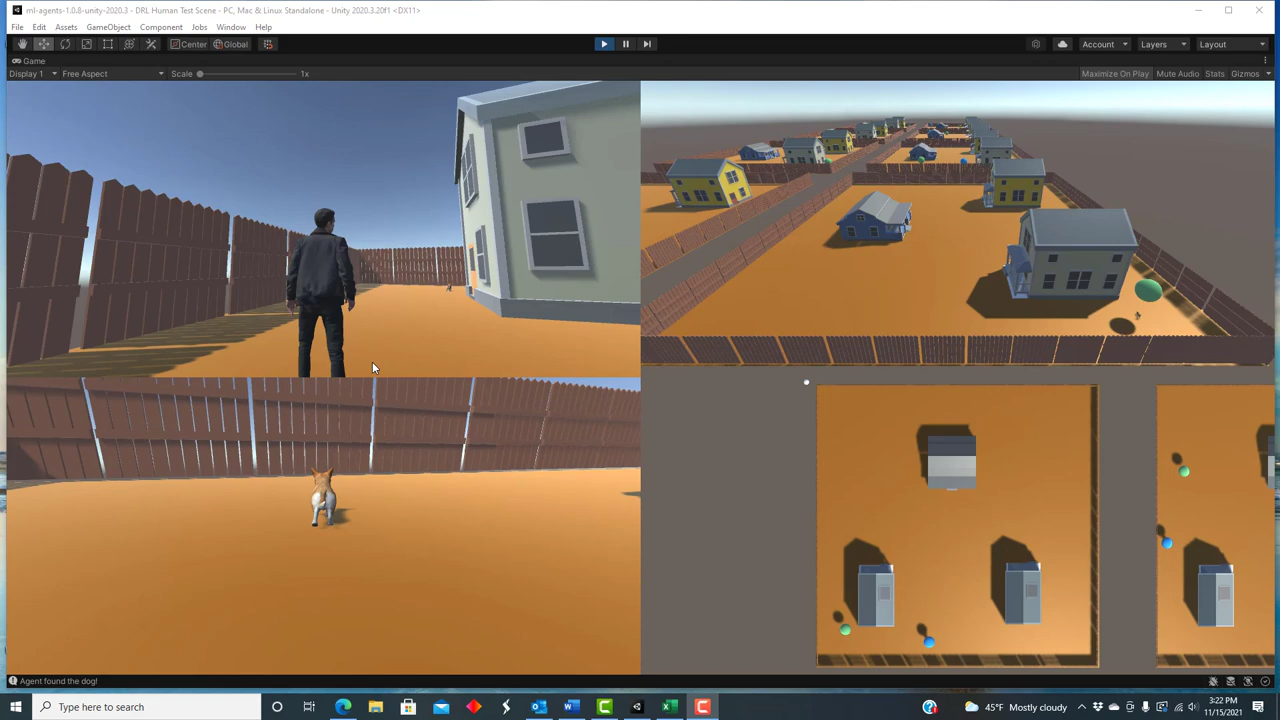 ml-agents-1.0.8-unity-2020.3 - DRL Human Test Scene - PC, Mac & Linux Standalone - Unity 2020.3.20f1 <DX11>
File Edit Assets GameObject Component Jobs Window Help
Center Global Account Layers Layout
Game
Display 1 Free Aspect Scale 1x Maximize On Play Mute Audio Stats Gizmos
Agent found the dog!
Type here to search
45°F Mostly cloudy
3:22 PM
11/15/2021